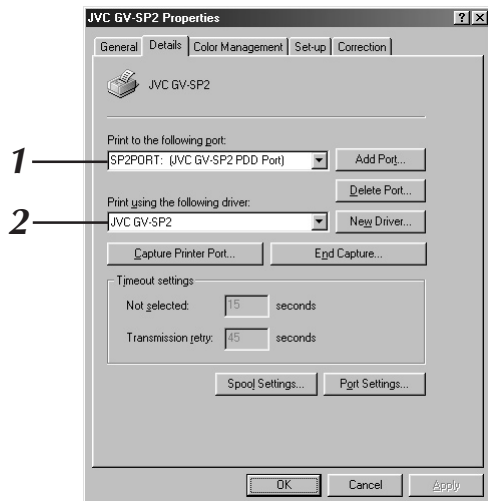 JVC GV-SP2 Properties
General Details Color Management Set-up Correction
JVC GV-SP2
Print to the following port:
1 SP2PORT: (JVC GV-SP2 PDD Port) Add Port...
Delete Port...
Print using the following driver:
2 JVC GV-SP2 New Driver...
Capture Printer Port... End Capture...
Timeout settings
Not selected: 15 seconds
Transmission retry: 45 seconds
Spool Settings... Port Settings...
OK Cancel Apply